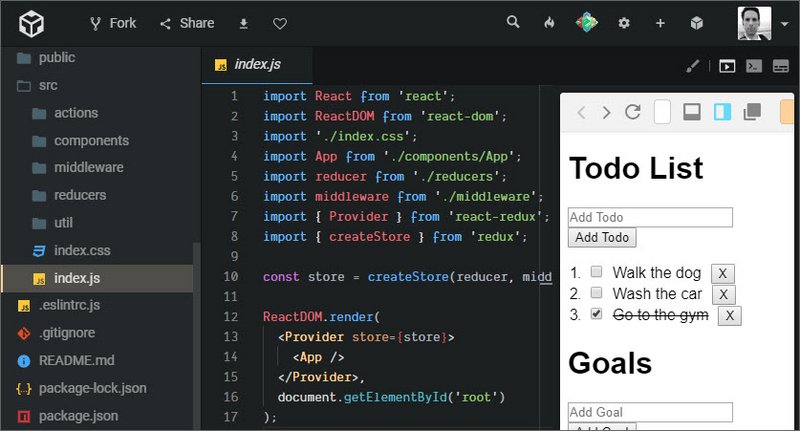 Fork
Share
public
src
actions
components
middleware
reducers
util
index.css
index.js
.eslintrc.js
.gitignore
README.md
package-lock.json
package.json
index.js
1 import React from 'react';
2 import ReactDOM from 'react-dom';
3 import './index.css';
4 import App from './components/App';
5 import reducer from './reducers';
6 import middleware from './middleware';
7 import { Provider } from 'react-redux';
8 import { createStore } from 'redux';
9
10 const store = createStore(reducer, midd
11
12 ReactDOM.render(
13 <Provider store={store}>
14 <App />
15 </Provider>,
16 document.getElementById('root')
17 );
Todo List
Add Todo
Add Todo
1. Walk the dog X
2. Wash the car X
3. Go to the gym X
Goals
Add Goal
Add Goal